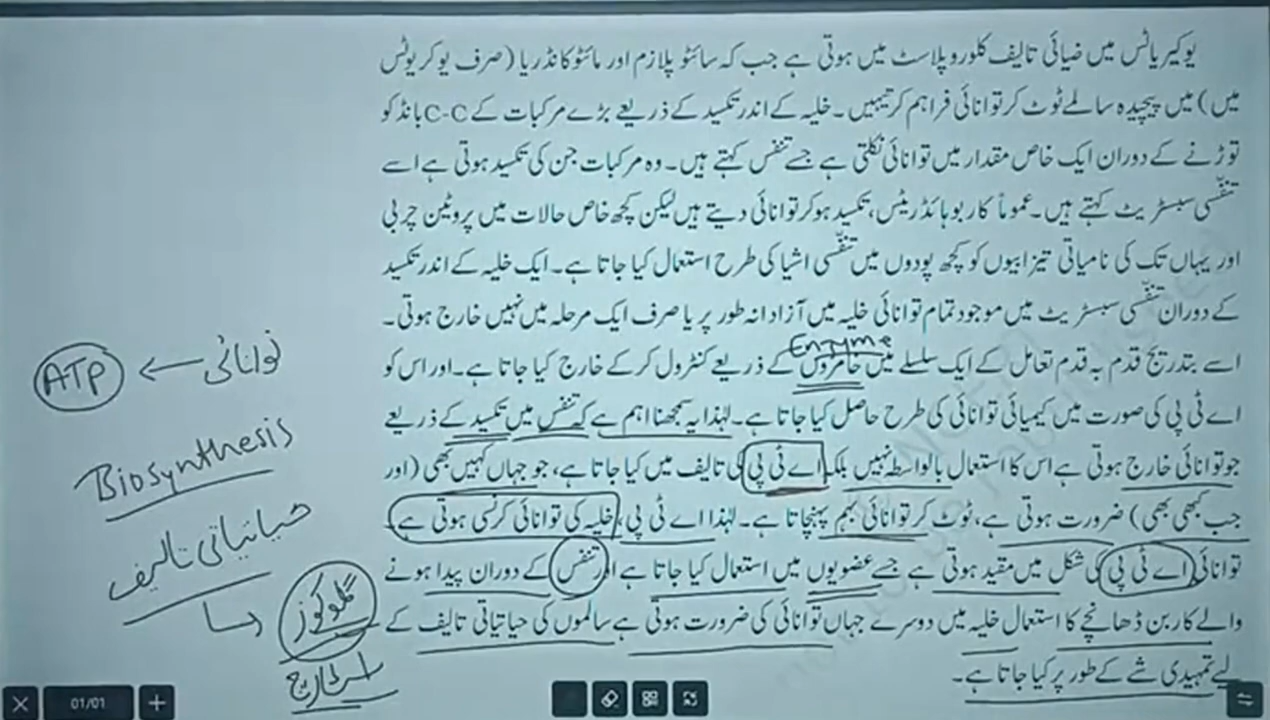 یوکیریاٹس میں ضیائی تالیف کلوروپلاسٹ میں ہوتی ہے جب کہ سائٹوپلازم اور مائٹوکانڈریا (صرف یوکریوٹس
میں) میں پیچیدہ سالمے ٹوٹ کر توانائی فراہم کرتیہیں۔ خلیہ کے اندر تکسید کے ذریعے بڑے مرکبات کے C-C بانڈ کو
توڑنے کے دوران ایک خاص مقدار میں توانائی نکلتی ہے جسے تنفس کہتے ہیں۔ وہ مرکبات جن کی تکسید ہوتی ہے اسے
تنفّسی سبسٹریٹ کہتے ہیں۔ عموماً کاربوہائڈریٹس، تکسید ہوکر توانائی دیتے ہیں لیکن کچھ خاص حالات میں پروٹین چربی
اور یہاں تک کی نامیاتی تیزابیوں کو کچھ پودوں میں تنفّسی اشیا کی طرح استعمال کیا جاتا ہے۔ ایک خلیہ کے اندر تکسید
کے دوران تنفّسی سبسٹریٹ میں موجود تمام توانائی خلیہ میں آزادانہ طور پر یا صرف ایک مرحلہ میں نہیں خارج ہوتی۔
Enzyme
اسے بتدریج قدم بہ قدم تعامل کے ایک سلسلے میں خامروں کے ذریعے کنٹرول کرکے خارج کیا جاتا ہے۔ اور اس کو
اے ٹی پی کی صورت میں کیمیائی توانائی کی طرح حاصل کیا جاتا ہے۔ لہٰذا یہ سمجھنا اہم ہے کہ تنفس میں تکسید کے ذریعے
جو توانائی خارج ہوتی ہے اس کا استعمال بالواسطہ نہیں بلکہ اے ٹی پی کی تالیف میں کیا جاتا ہے، جو جہاں کہیں بھی (اور
جب کبھی بھی) ضرورت ہوتی ہے، ٹوٹ کر توانائی بہم پہنچاتا ہے۔ لہٰذا اے ٹی پی، خلیہ کی توانائی کرنسی ہوتی ہے۔
توانائی اے ٹی پی کی شکل میں مقید ہوتی ہے جسے عضویوں میں استعمال کیا جاتا ہے اور تنفس کے دوران پیدا ہونے
والے کاربن ڈھانچے کا استعمال خلیہ میں دوسرے جہاں توانائی کی ضرورت ہوتی ہے سالموں کی حیاتیاتی تالیف کے
لیے تمہیدی شے کے طور پر کیا جاتا ہے۔
توانائی ← ATP
Biosynthesis
حیاتیاتی تالیف
گلوکوز
اسٹارچ
01/01